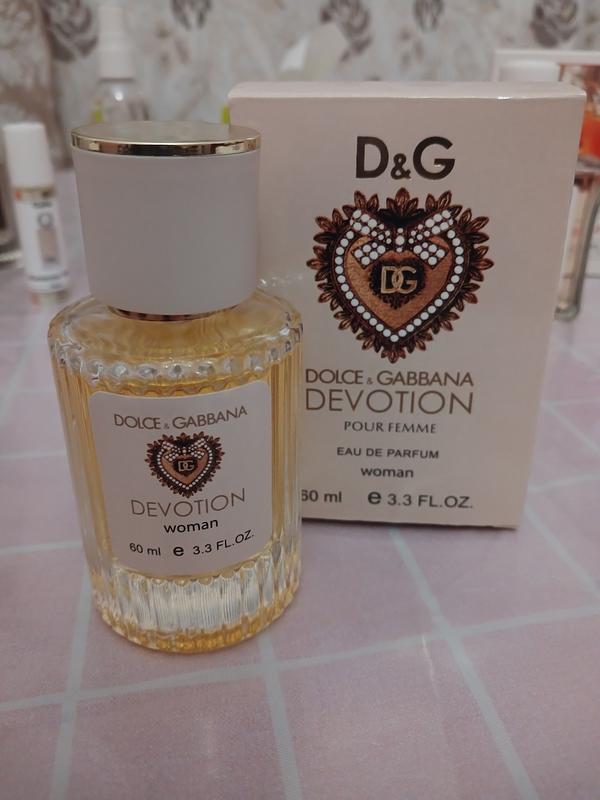 D&G
DG
DOLCE & GABBANA
DEVOTION
POUR FEMME
EAU DE PARFUM
woman
60 ml e 3.3 FL.OZ.
DOLCE & GABBANA
DG
DEVOTION
woman
60 ml e 3.3 FL.OZ.